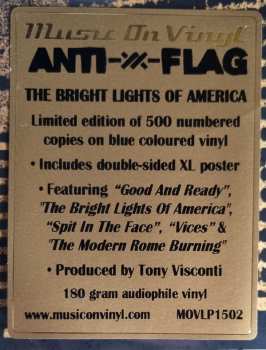 Music On Vinyl
ANTI-FLAG
THE BRIGHT LIGHTS OF AMERICA
Limited edition of 500 numbered
copies on blue coloured vinyl
• Includes double-sided XL poster
• Featuring “Good And Ready”,
"The Bright Lights Of America",
“Spit In The Face”, “Vices” &
"The Modern Rome Burning"
• Produced by Tony Visconti
180 gram audiophile vinyl
www.musiconvinyl.com MOVLP1502